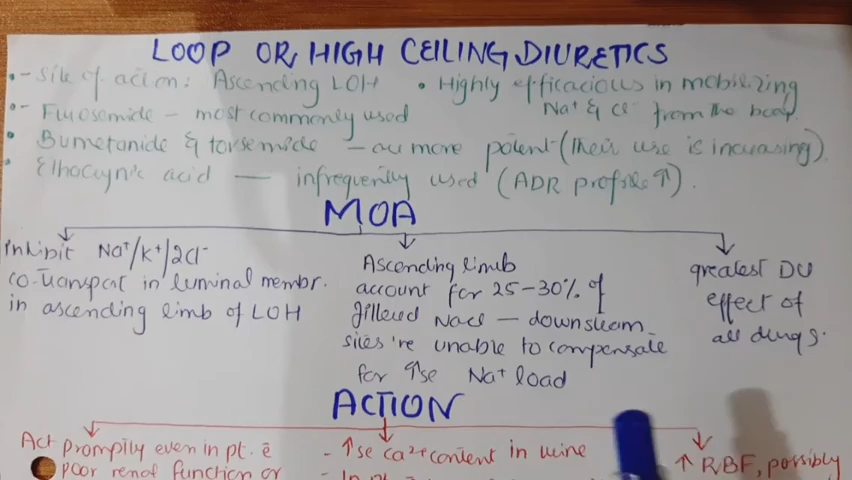 LOOP OR HIGH CEILING DIURETICS
- Site of action: Ascending LOH
• Highly efficacious in mobilizing Na⁺ & Cl⁻ from the body.
- Furosemide - most commonly used
Bumetanide & torsemide - are more potent (Their use is increasing).
Ethacrynic acid — infrequently used (ADR profile ↑).
MOA
Inhibit Na⁺/K⁺/2Cl⁻
co-transport in luminal membr.
in ascending limb of LOH
Ascending limb
account for 25-30% of
filtered NaCl - downstream
sites're unable to compensate
for ↑se Na⁺ load
greatest DU
effect of
all drugs.
ACTION
Act promptly even in pt. c̄
poor renal function or
- ↑se Ca²⁺ content in urine
- In pt
↑ RBF, possibly